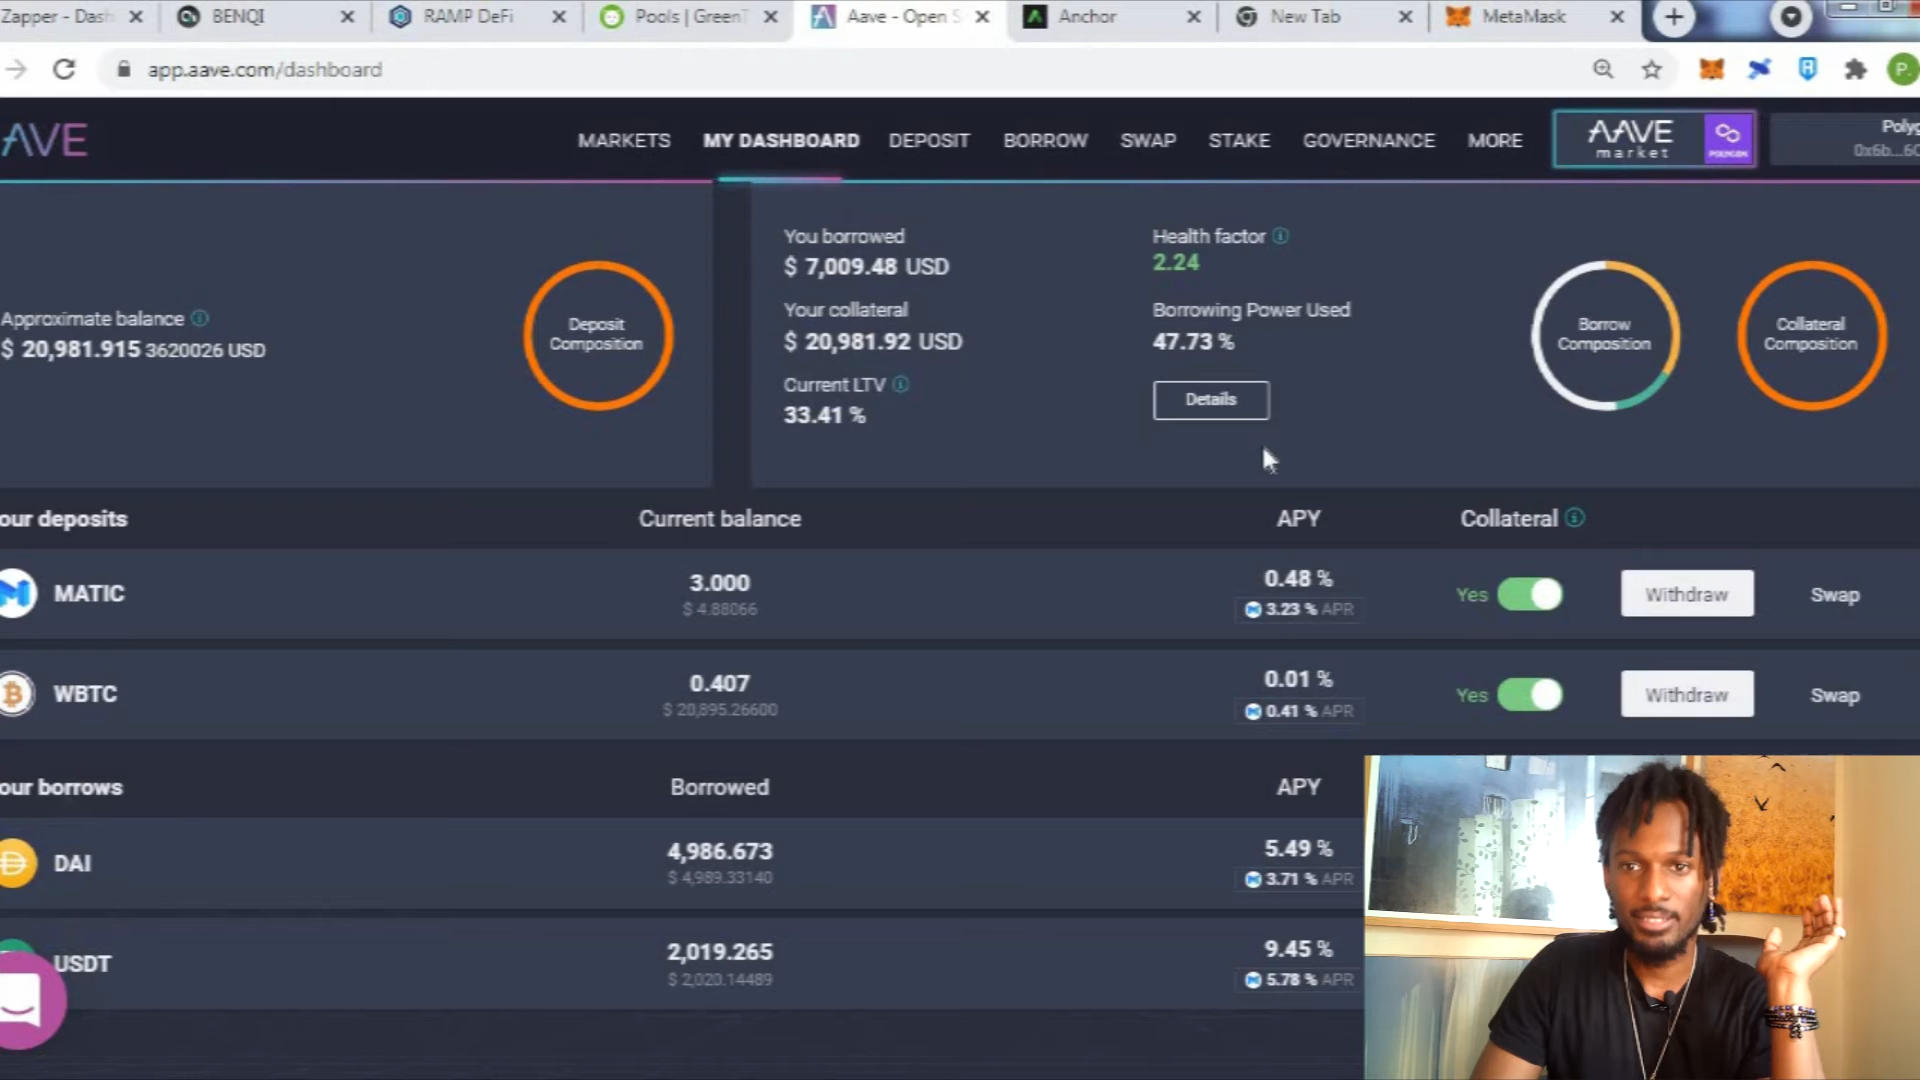 Zapper - Dash
BENQI
RAMP DeFi
Pools | GreenT
Aave - Open S
Anchor
New Tab
MetaMask
app.aave.com/dashboard
P.
AAVE
MARKETS
MY DASHBOARD
DEPOSIT
BORROW
SWAP
STAKE
GOVERNANCE
MORE
AAVE
market
POLYGON
Polyg
0x6b...6C
Approximate balance
$ 20,981.915 3620026 USD
Deposit
Composition
You borrowed
$ 7,009.48 USD
Your collateral
$ 20,981.92 USD
Current LTV
33.41 %
Health factor
2.24
Borrowing Power Used
47.73 %
Details
Borrow
Composition
Collateral
Composition
our deposits
Current balance
APY
Collateral
MATIC
3.000
$ 4.88066
0.48 %
3.23 % APR
Yes
Withdraw
Swap
WBTC
0.407
$ 20,895.26600
0.01 %
0.41 % APR
Yes
Withdraw
Swap
our borrows
Borrowed
APY
DAI
4,986.673
$ 4,989.33140
5.49 %
3.71 % APR
USDT
2,019.265
$ 2,020.14489
9.45 %
5.78 % APR